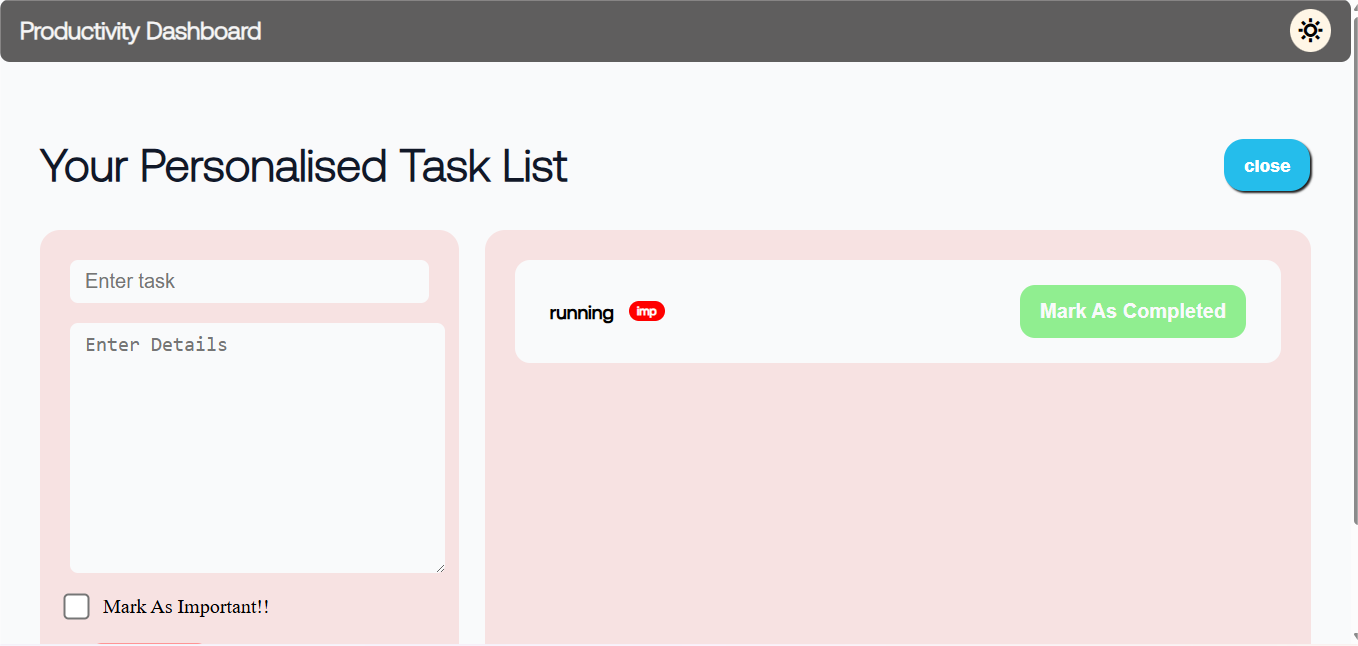 Productivity Dashboard
Your Personalised Task List
close
Enter task
Enter Details
Mark As Important!!
running imp
Mark As Completed